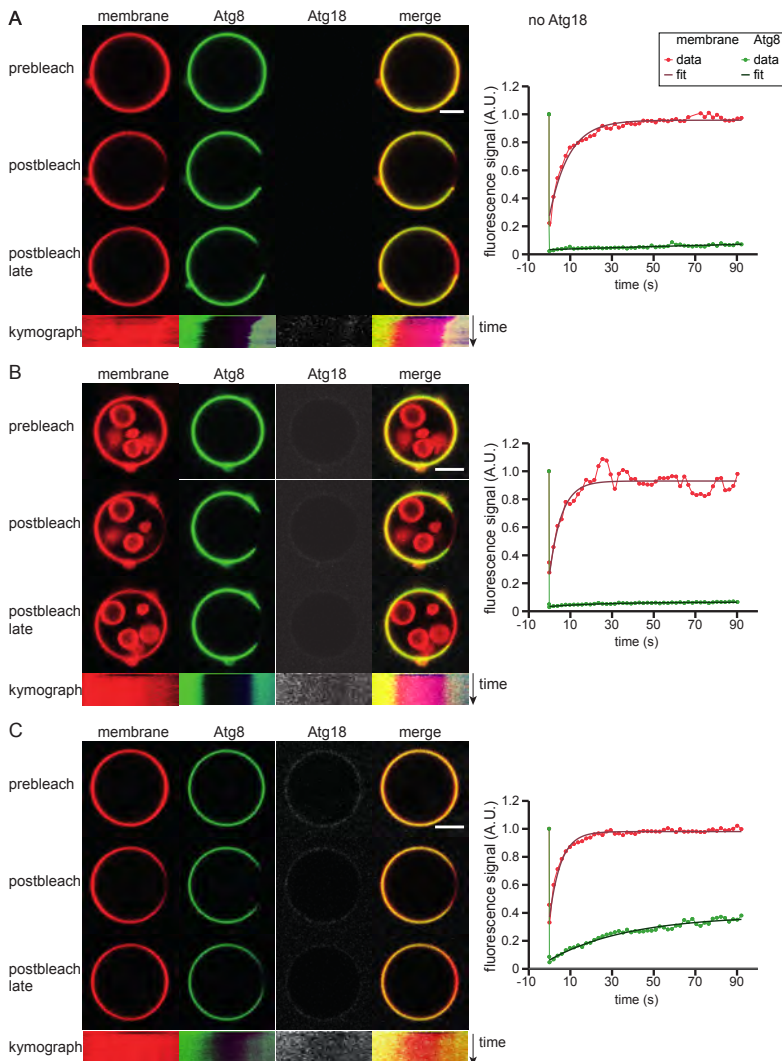 A
membrane Atg8 Atg18 merge
no Atg18
membrane Atg8
data data
fit fit
prebleach
postbleach
postbleach
late
kymograph
time
fluorescence signal (A.U.)
1.2
1.0
0.8
0.6
0.4
0.2
0
-10 10 30 50 70 90
time (s)
B
membrane Atg8 Atg18 merge
prebleach
postbleach
postbleach
late
kymograph
time
fluorescence signal (A.U.)
1.2
1.0
0.8
0.6
0.4
0.2
0
-10 10 30 50 70 90
time (s)
C
membrane Atg8 Atg18 merge
prebleach
postbleach
postbleach
late
kymograph
time
fluorescence signal (A.U.)
1.2
1.0
0.8
0.6
0.4
0.2
0
-10 10 30 50 70 90
time (s)